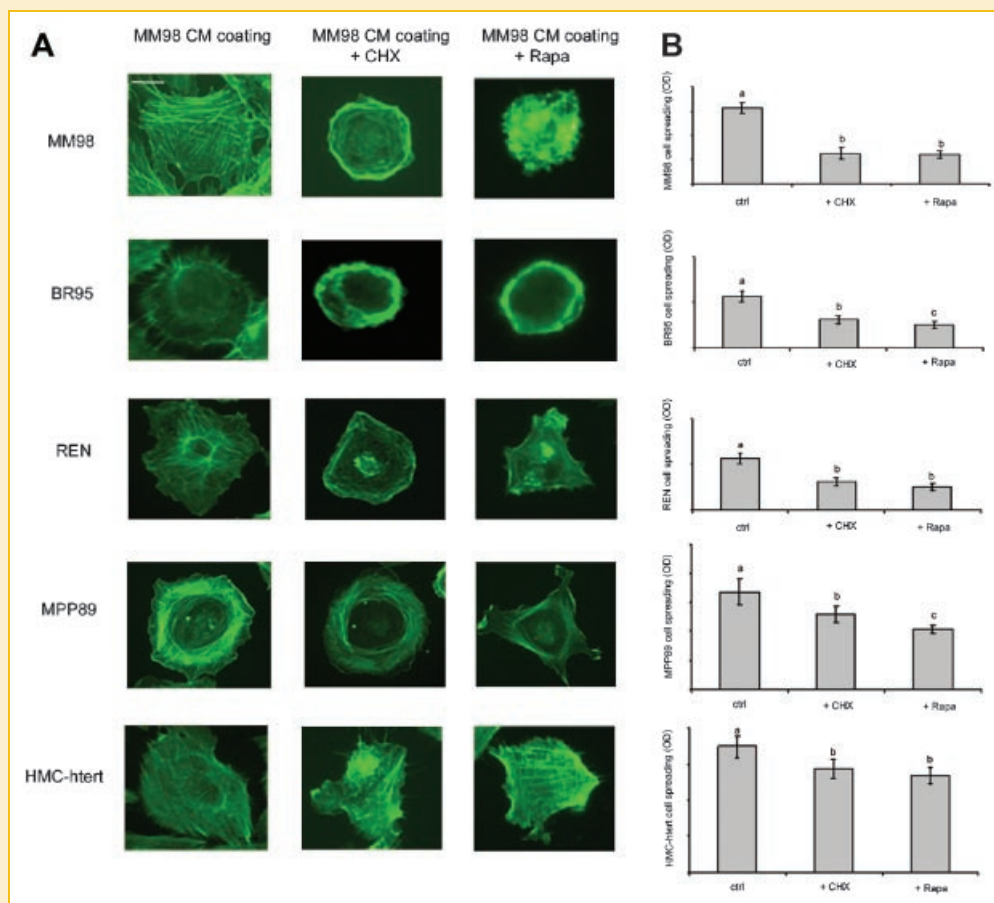 A
MM98 CM coating
MM98 CM coating
+ CHX
MM98 CM coating
+ Rapa
MM98
BR95
REN
MPP89
HMC-htert
B
MM98 cell spreading (OD)
a
b
b
ctrl
+ CHX
+ Rapa
BR95 cell spreading (OD)
a
b
c
ctrl
+ CHX
+ Rapa
REN cell spreading (OD)
a
b
b
ctrl
+ CHX
+ Rapa
MPP89 cell spreading (OD)
a
b
c
ctrl
+ CHX
+ Rapa
HMC-htert cell spreading (OD)
a
b
b
ctrl
+ CHX
+ Rapa